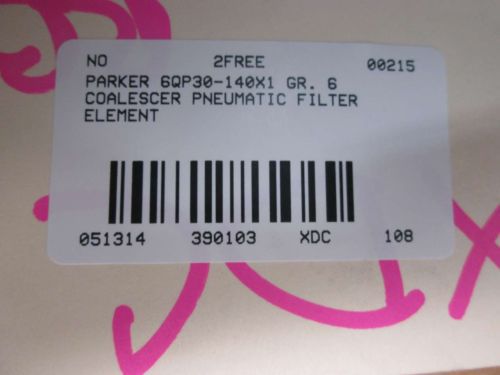 NO 2FREE 00215
PARKER 6QP30-140X1 GR. 6
COALESCER PNEUMATIC FILTER
ELEMENT
051314 390103 XDC 108